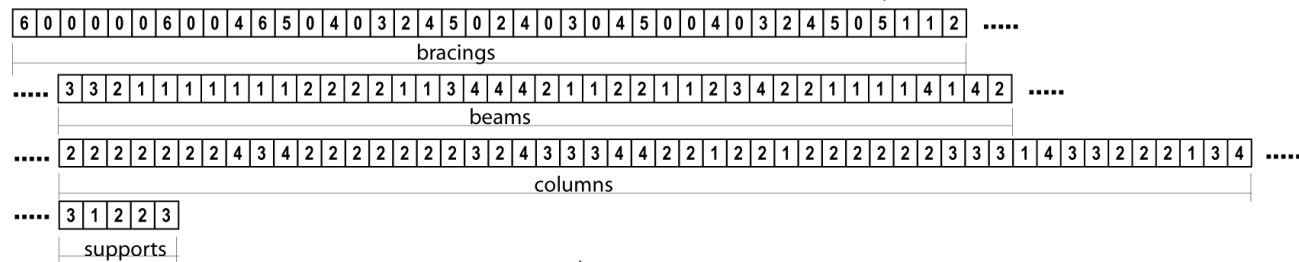 6 0 0 0 0 0 6 0 0 4 6 5 0 4 0 3 2 4 5 0 2 4 0 3 0 4 5 0 0 4 0 3 2 4 5 0 5 1 1 2 .....
bracings
..... 3 3 2 1 1 1 1 1 1 1 2 2 2 2 1 1 3 4 4 4 2 1 1 2 2 1 1 2 3 4 2 2 1 1 1 1 4 1 4 2 .....
beams
..... 2 2 2 2 2 2 2 4 3 4 2 2 2 2 2 2 2 3 2 4 3 3 3 4 4 2 2 1 2 2 1 2 2 2 2 2 2 3 3 3 1 4 3 3 2 2 2 1 3 4 .....
columns
..... 3 1 2 2 3
supports